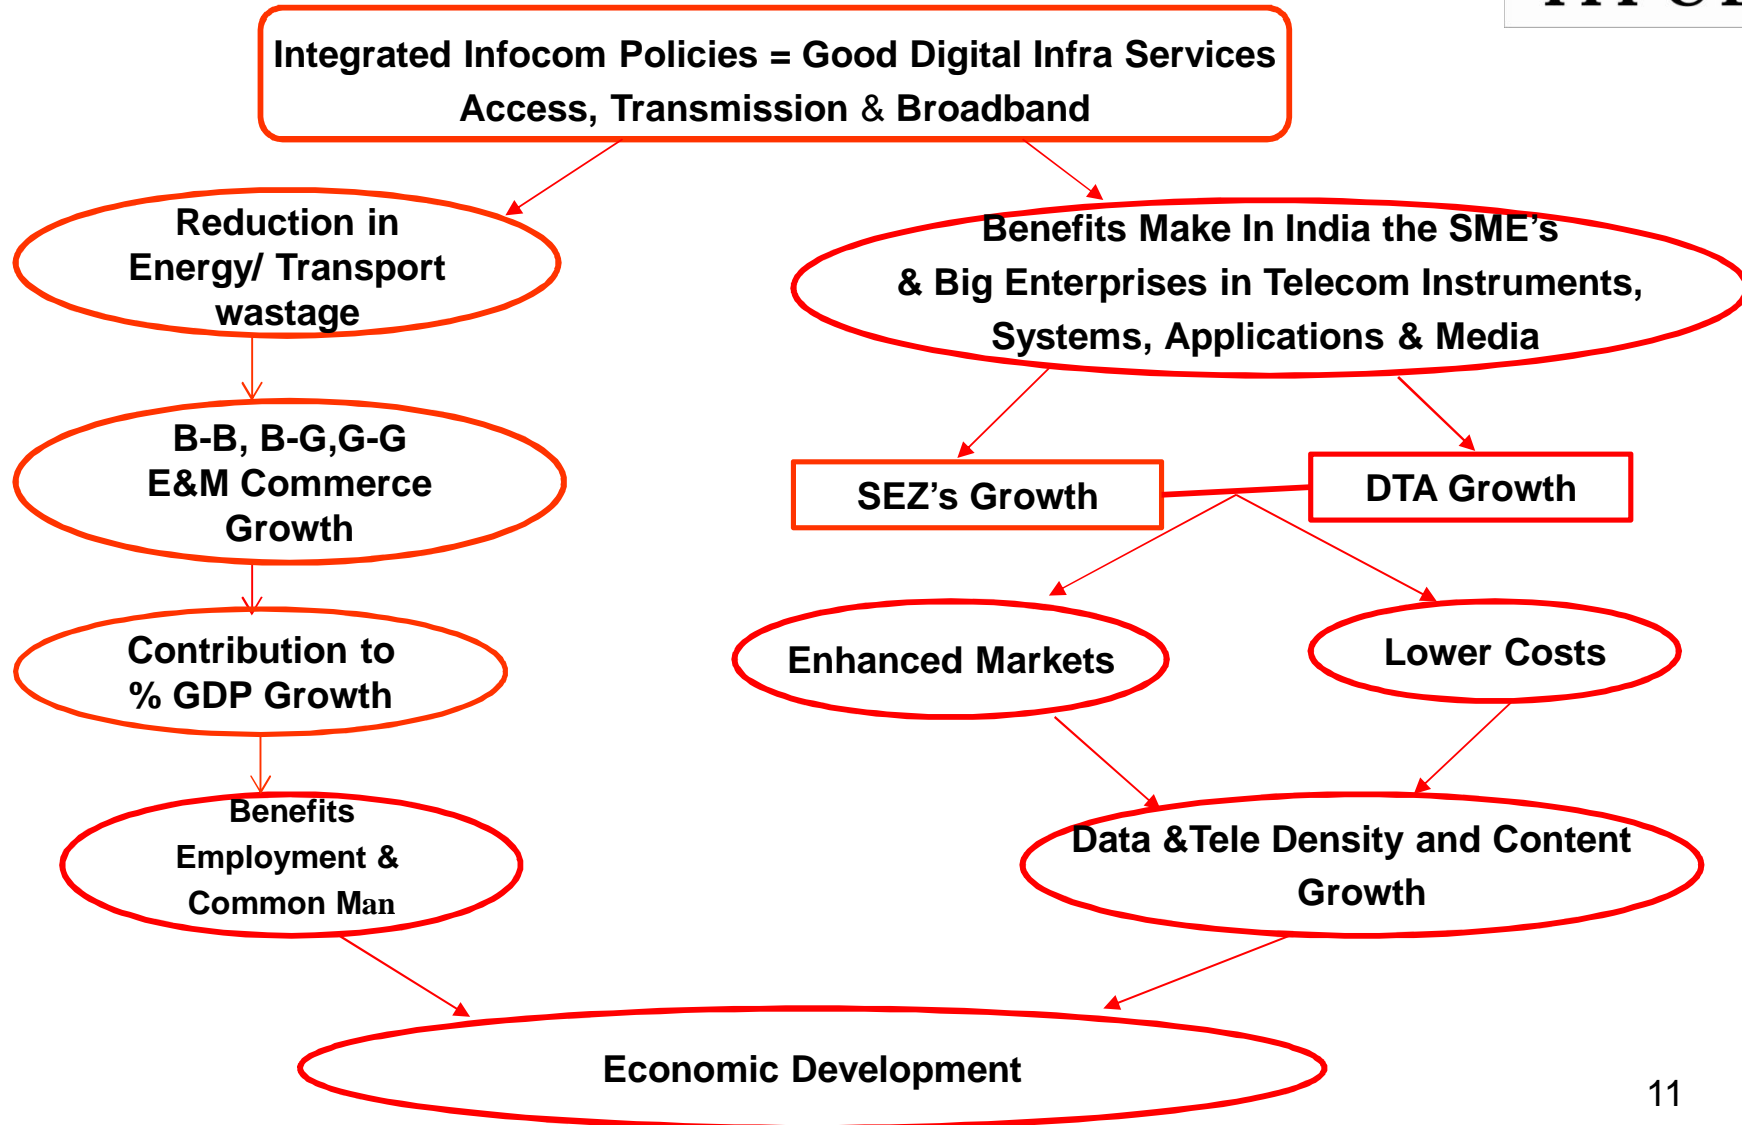 Integrated Infocom Policies = Good Digital Infra Services
Access, Transmission & Broadband
Reduction in
Energy/ Transport
wastage
Benefits Make In India the SME's
& Big Enterprises in Telecom Instruments,
Systems, Applications & Media
B-B, B-G,G-G
E&M Commerce
Growth
SEZ's Growth
DTA Growth
Contribution to
% GDP Growth
Enhanced Markets
Lower Costs
Benefits
Employment &
Common Man
Data &Tele Density and Content
Growth
Economic Development
11